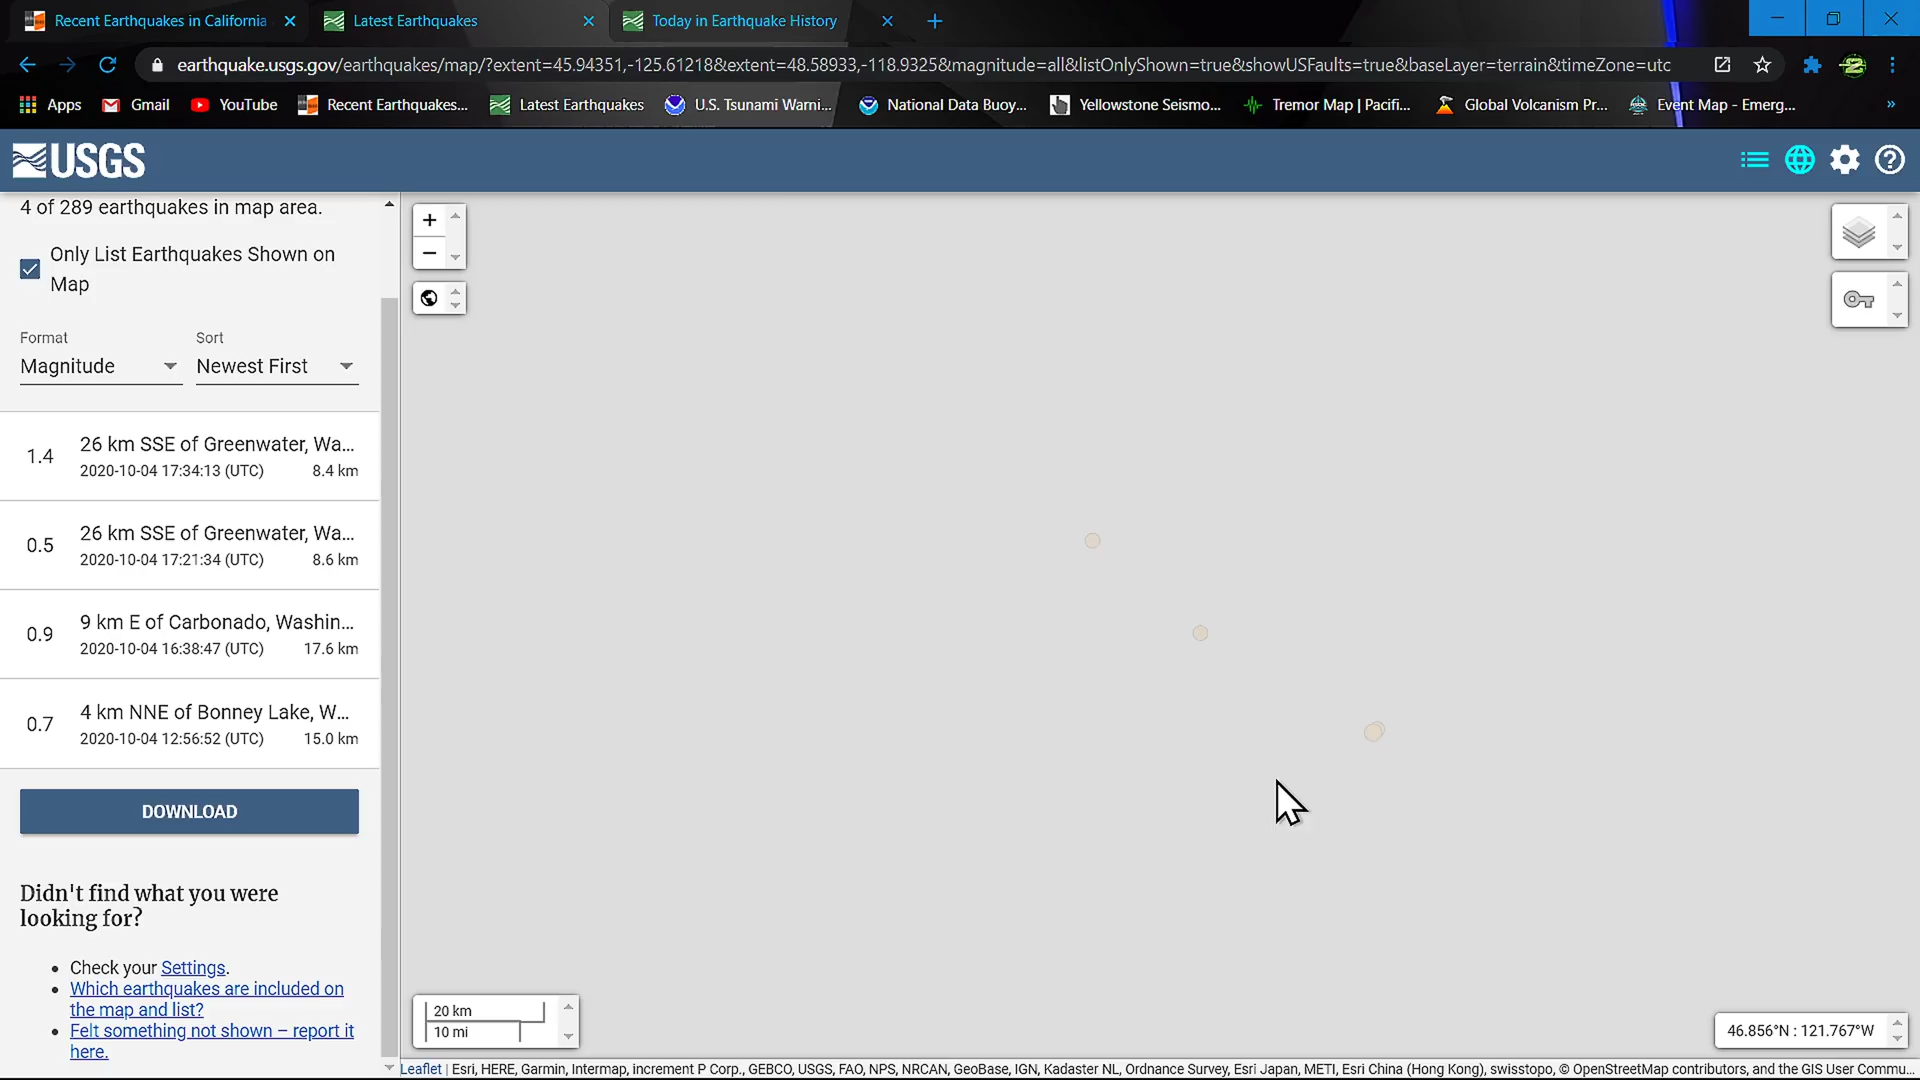 Recent Earthquakes in California
Latest Earthquakes
Today in Earthquake History
earthquake.usgs.gov/earthquakes/map/?extent=45.94351,-125.61218&extent=48.58933,-118.9325&magnitude=all&listOnlyShown=true&showUSFaults=true&baseLayer=terrain&timeZone=utc
Apps
Gmail
YouTube
Recent Earthquakes...
Latest Earthquakes
U.S. Tsunami Warni...
National Data Buoy...
Yellowstone Seismo...
Tremor Map | Pacifi...
Global Volcanism Pr...
Event Map - Emerg...
»
USGS
4 of 289 earthquakes in map area.
Only List Earthquakes Shown on
Map
Format
Sort
Magnitude
Newest First
1.4
26 km SSE of Greenwater, Wa...
2020-10-04 17:34:13 (UTC)
8.4 km
0.5
26 km SSE of Greenwater, Wa...
2020-10-04 17:21:34 (UTC)
8.6 km
0.9
9 km E of Carbonado, Washin...
2020-10-04 16:38:47 (UTC)
17.6 km
0.7
4 km NNE of Bonney Lake, W...
2020-10-04 12:56:52 (UTC)
15.0 km
DOWNLOAD
Didn't find what you were
looking for?
Check your Settings.
Which earthquakes are included on
the map and list?
Felt something not shown – report it
here.
+
−
20 km
10 mi
46.856°N : 121.767°W
Leaflet | Esri, HERE, Garmin, Intermap, increment P Corp., GEBCO, USGS, FAO, NPS, NRCAN, GeoBase, IGN, Kadaster NL, Ordnance Survey, Esri Japan, METI, Esri China (Hong Kong), swisstopo, © OpenStreetMap contributors, and the GIS User Commu...